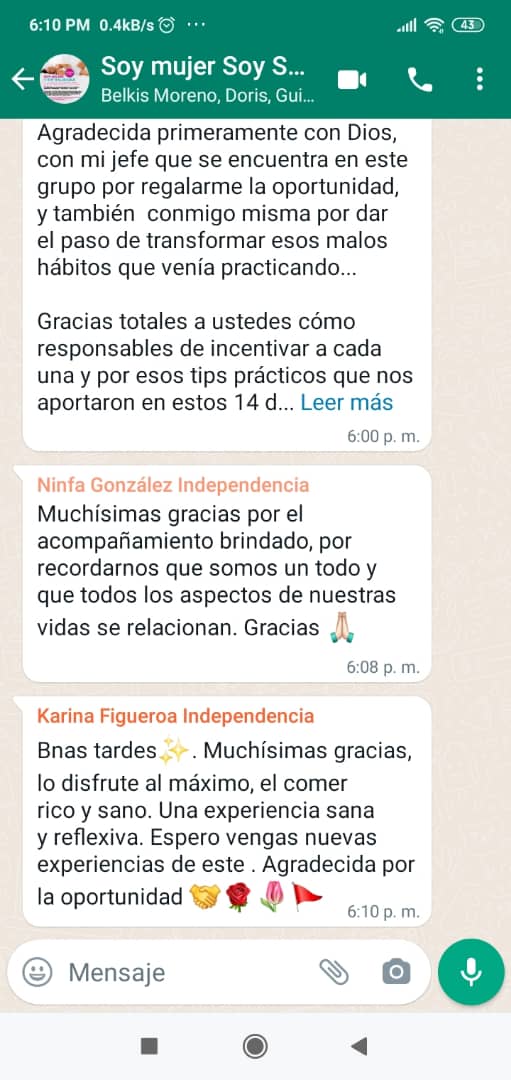 6:10 PM 0.4kB/s ...
43
Soy mujer Soy S...
Belkis Moreno, Doris, Gui...
Agradecida primeramente con Dios,
con mi jefe que se encuentra en este
grupo por regalarme la oportunidad,
y también conmigo misma por dar
el paso de transformar esos malos
hábitos que venía practicando...
Gracias totales a ustedes cómo
responsables de incentivar a cada
una y por esos tips prácticos que nos
aportaron en estos 14 d... Leer más
6:00 p. m.
Ninfa González Independencia
Muchísimas gracias por el
acompañamiento brindado, por
recordarnos que somos un todo y
que todos los aspectos de nuestras
vidas se relacionan. Gracias 🙏🏻
6:08 p. m.
Karina Figueroa Independencia
Bnas tardes✨. Muchísimas gracias,
lo disfrute al máximo, el comer
rico y sano. Una experiencia sana
y reflexiva. Espero vengas nuevas
experiencias de este . Agradecida por
la oportunidad 🤝🌹🌷🚩
6:10 p. m.
Mensaje